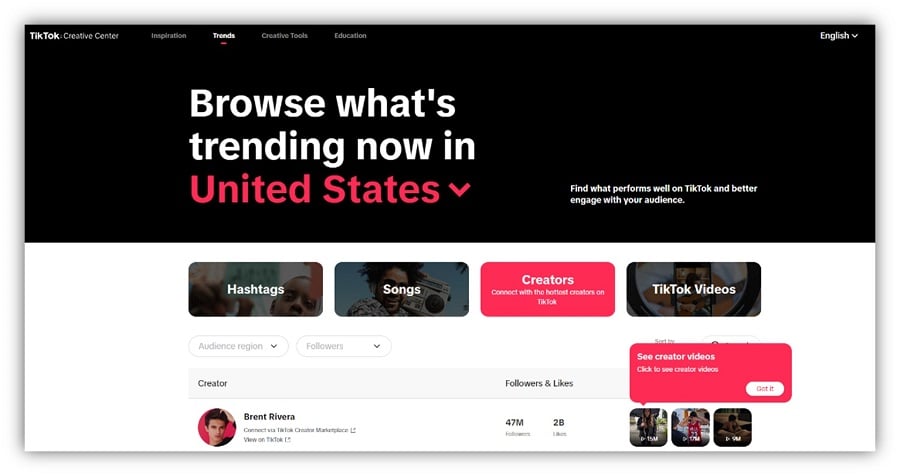 TikTok: Creative Center
Inspiration
Trends
Creative Tools
Education
English
Browse what's
trending now in
United States
Find what performs well on TikTok and better
engage with your audience.
Hashtags
Songs
Creators
Connect with the hottest creators on
TikTok
TikTok Videos
Audience region
Followers
Sort by
See creator videos
Click to see creator videos
Got it
Creator
Followers & Likes
Brent Rivera
Connect via TikTok Creator Marketplace
View on TikTok
47M
Followers
2B
Likes
15M
17M
9M